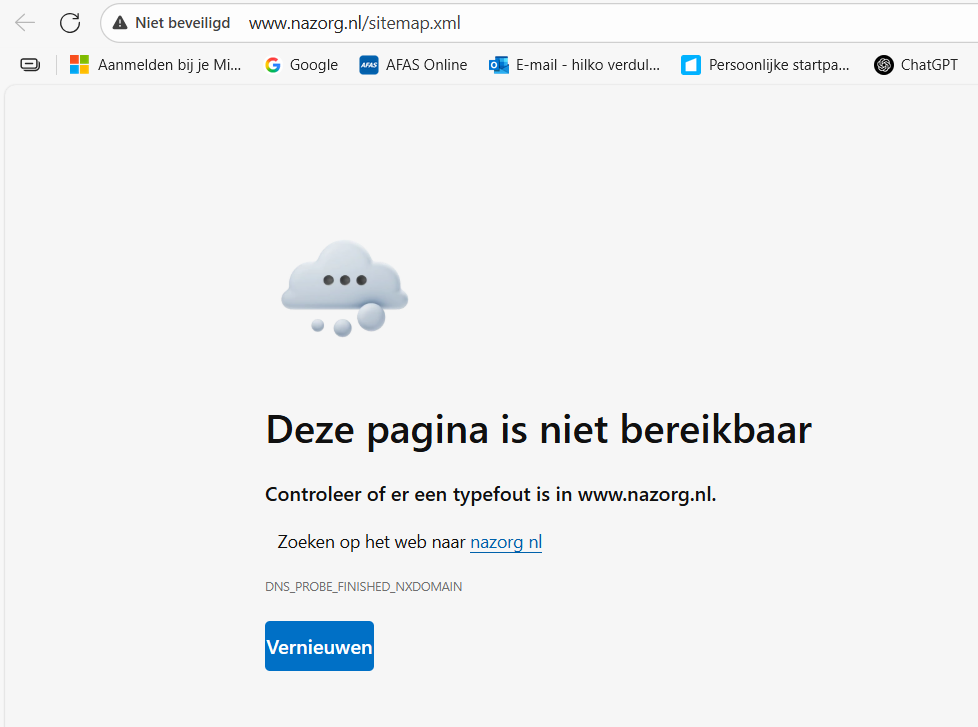 Niet beveiligd www.nazorg.nl/sitemap.xml
Aanmelden bij je Mi... Google AFAS AFAS Online E-mail - hilko verdul... Persoonlijke startpa... ChatGPT
Deze pagina is niet bereikbaar
Controleer of er een typefout is in www.nazorg.nl.
Zoeken op het web naar nazorg nl
DNS_PROBE_FINISHED_NXDOMAIN
Vernieuwen